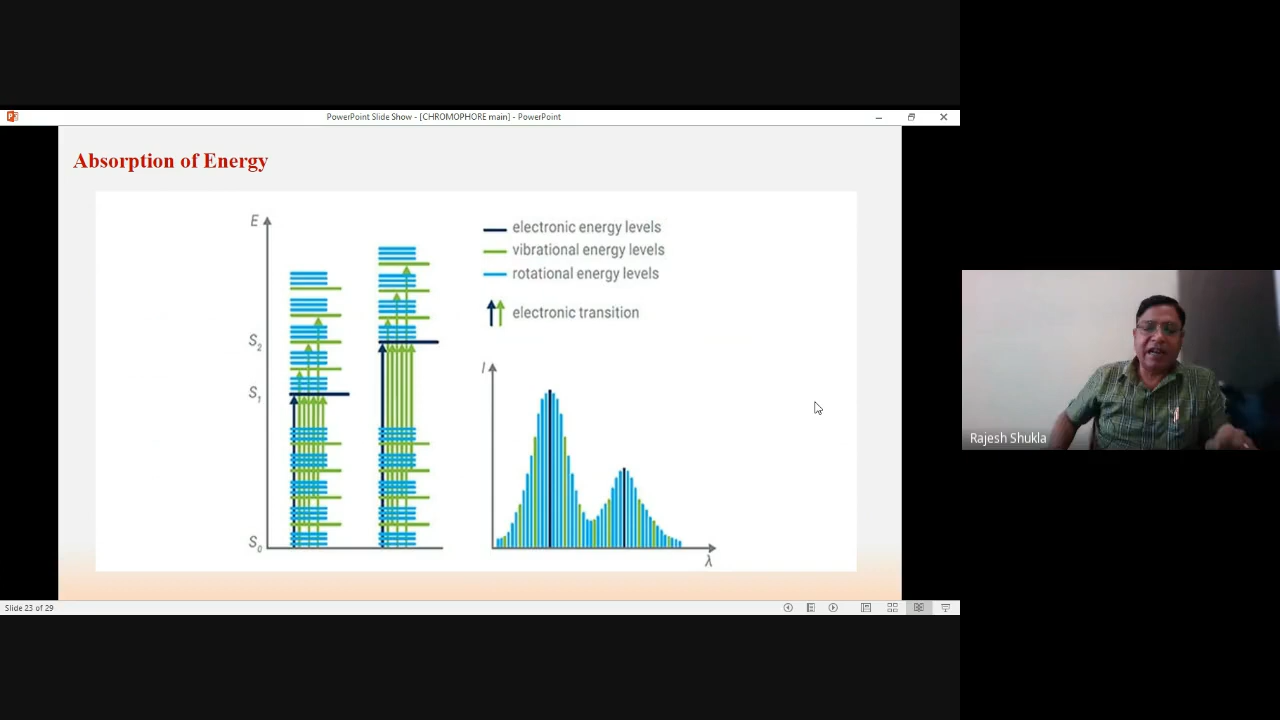 PowerPoint Slide Show - [CHROMOPHORE main] - PowerPoint
Absorption of Energy
E
S2
S1
S0
electronic energy levels
vibrational energy levels
rotational energy levels
electronic transition
I
λ
Rajesh Shukla
Slide 23 of 29